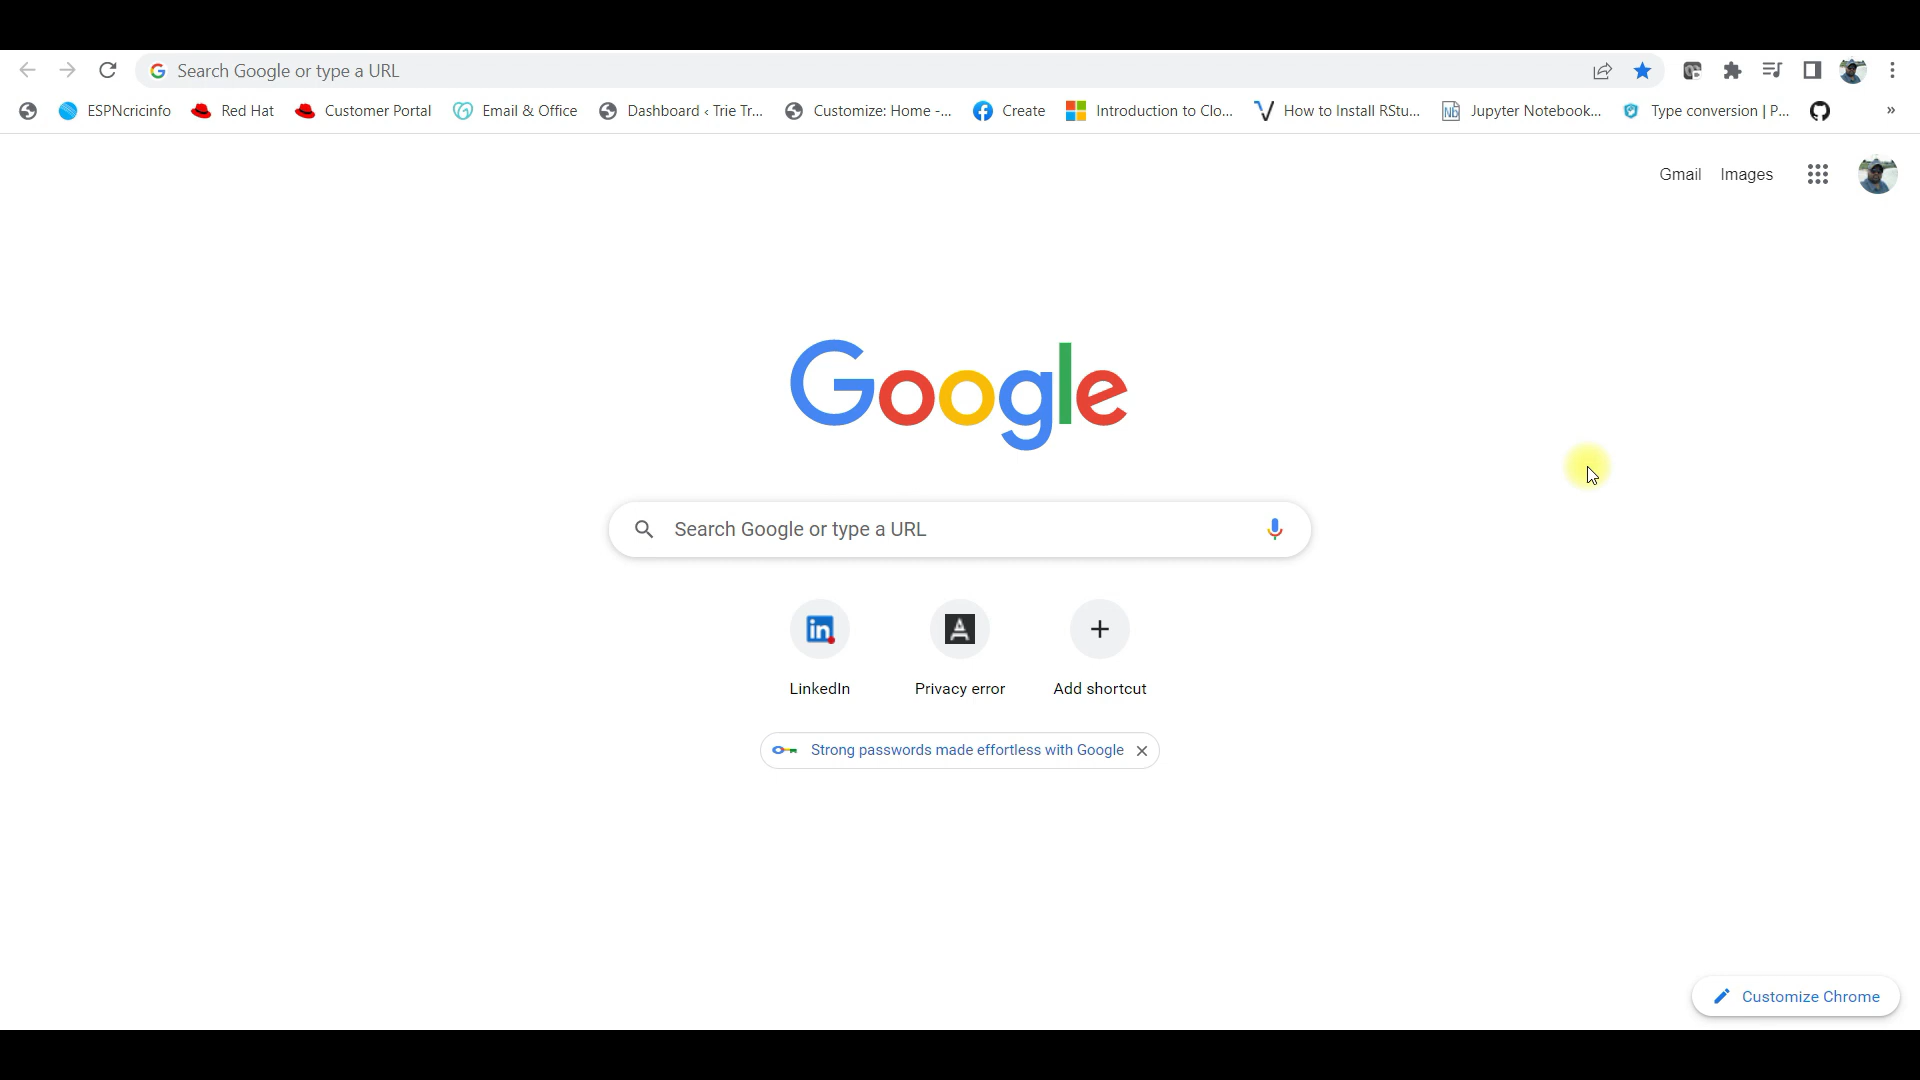 Search Google or type a URL
ESPNcricinfo Red Hat Customer Portal Email & Office Dashboard ‹ Trie Tr... Customize: Home -... Create Introduction to Clo... How to Install RStu... Jupyter Notebook... Type conversion | P... »
Gmail Images
Google
Search Google or type a URL
LinkedIn Privacy error Add shortcut
Strong passwords made effortless with Google
Customize Chrome